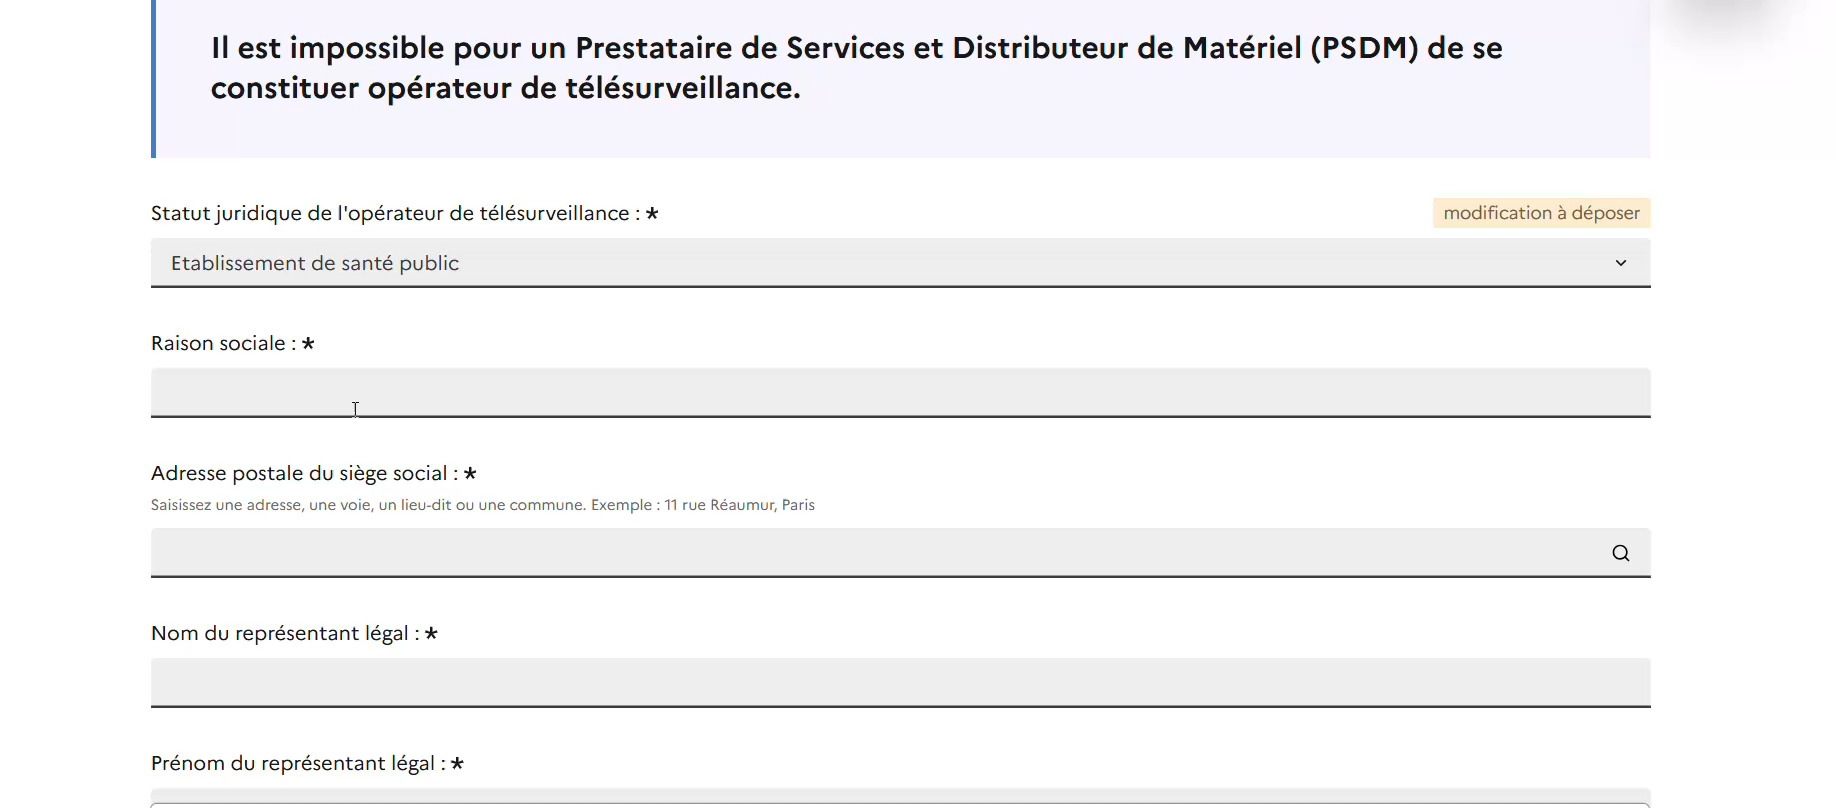 Il est impossible pour un Prestataire de Services et Distributeur de Matériel (PSDM) de se
constituer opérateur de télésurveillance.
Statut juridique de l'opérateur de télésurveillance : *
modification à déposer
Etablissement de santé public
Raison sociale : *
Adresse postale du siège social : *
Saisissez une adresse, une voie, un lieu-dit ou une commune. Exemple : 11 rue Réaumur, Paris
Nom du représentant légal : *
Prénom du représentant légal : *